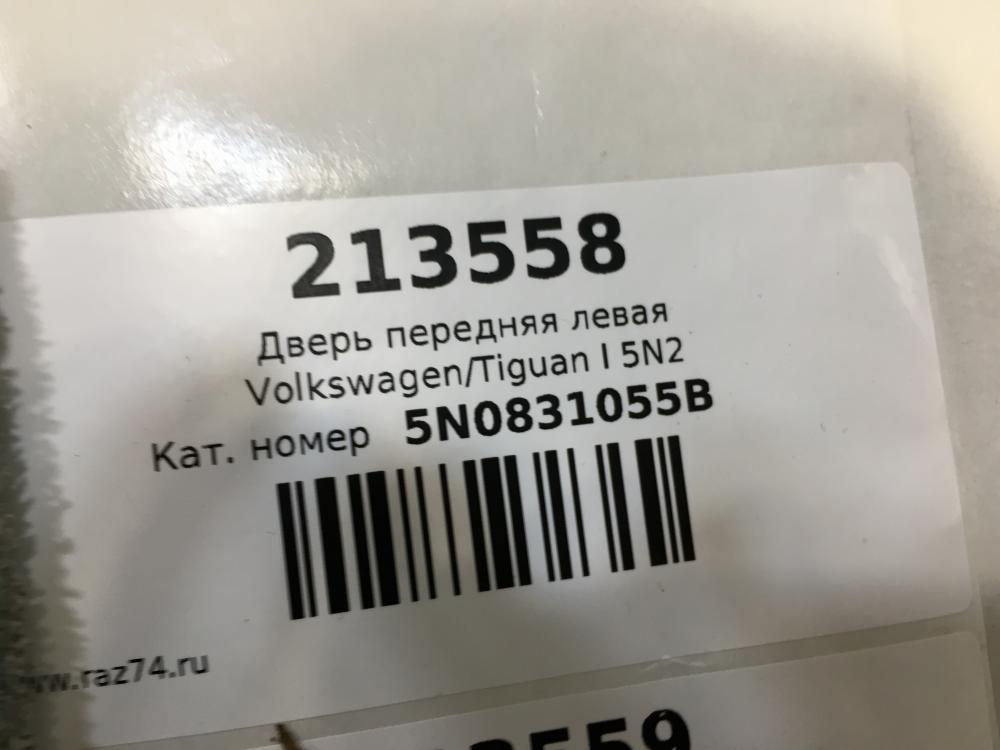 213558
Дверь передняя левая
Volkswagen/Tiguan I 5N2
Кат. номер 5N0831055B
www.raz74.ru